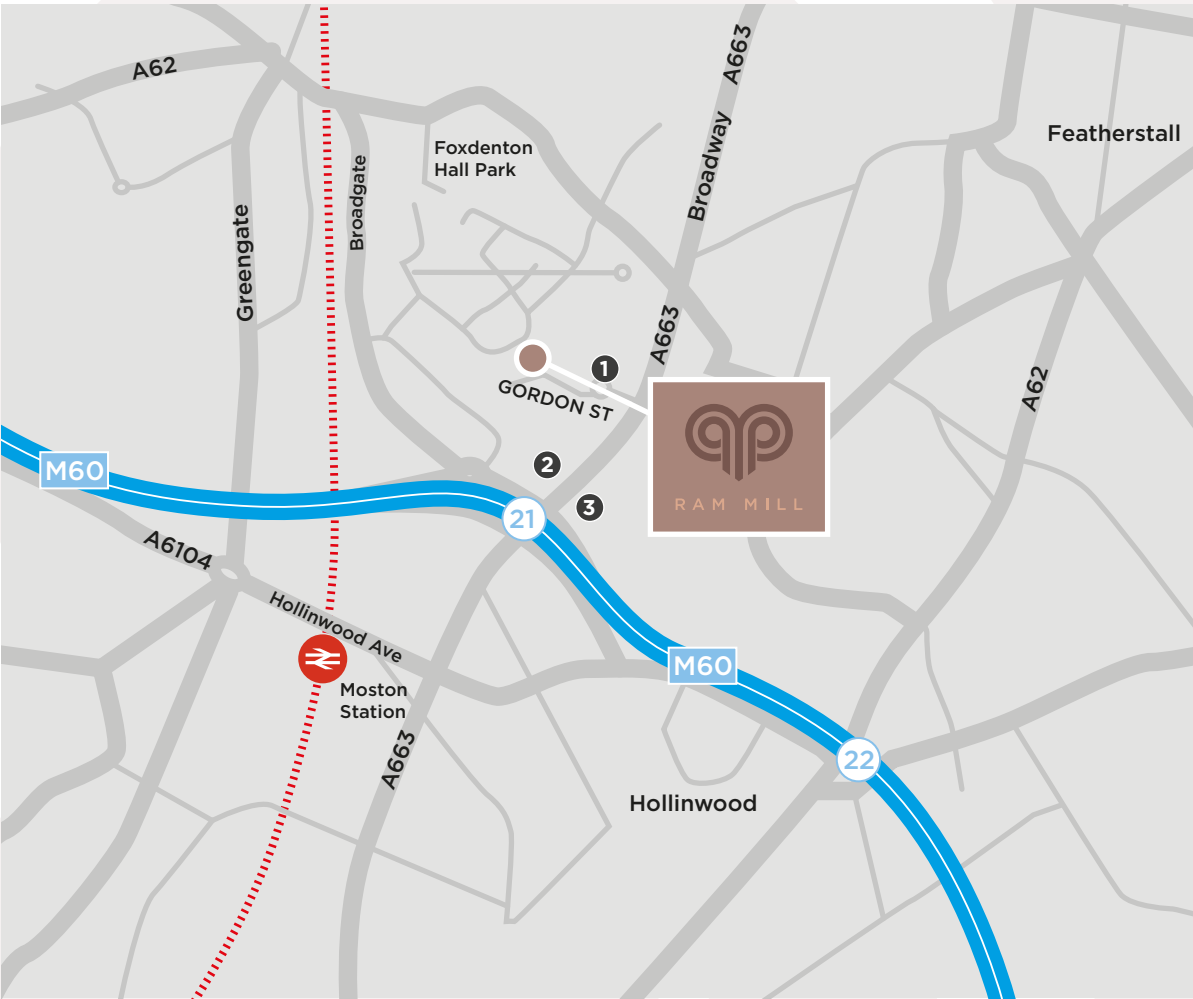 A62
Broadway A663
Featherstall
Foxdenton
Hall Park
Broadgate
Greengate
A663
1
GORDON ST
A62
RAM MILL
2
M60
3
21
A6104
Hollinwood Ave
Moston
Station
M60
A663
22
Hollinwood